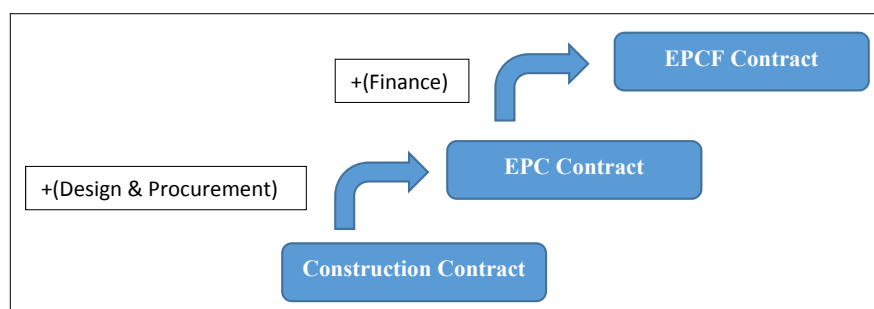 EPCF Contract
+(Finance)
EPC Contract
+(Design & Procurement)
Construction Contract